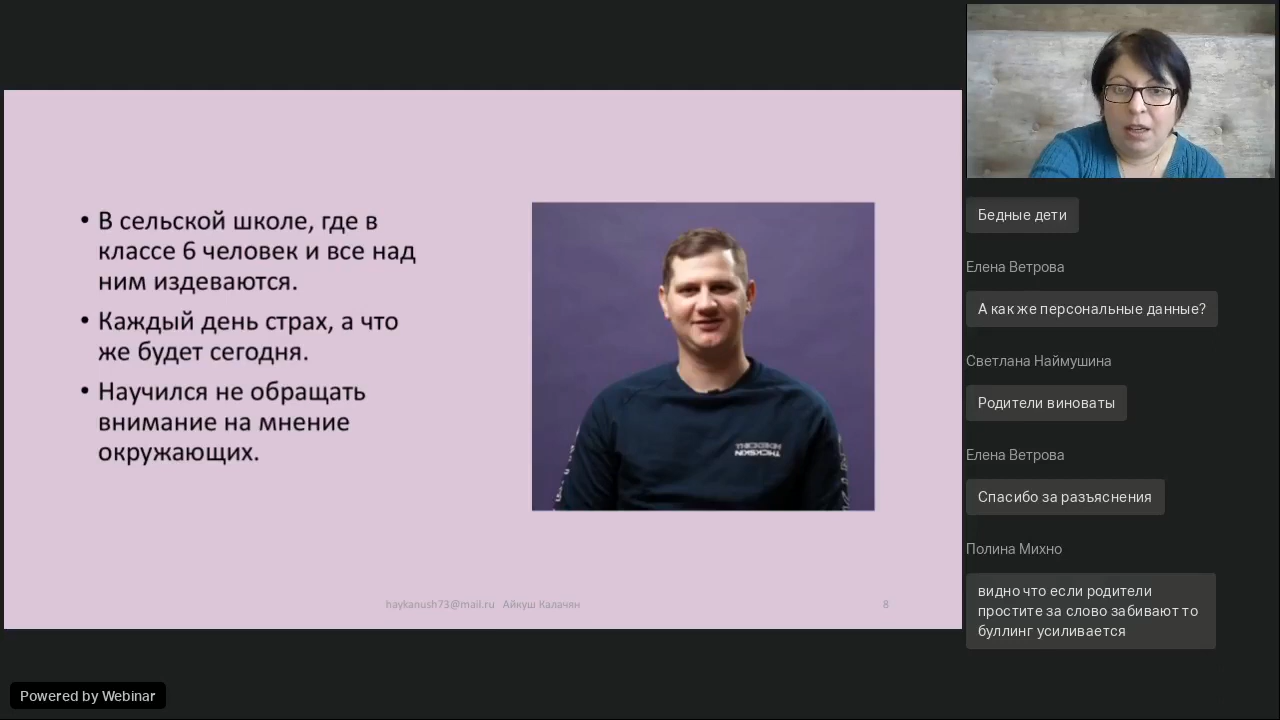 • В сельской школе, где в
классе 6 человек и все над
ним издеваются.
• Каждый день страх, а что
же будет сегодня.
• Научился не обращать
внимание на мнение
окружающих.
THICKSKIN
haykanush73@mail.ru Айкуш Калачян
8
Бедные дети
Елена Ветрова
А как же персональные данные?
Светлана Наймушина
Родители виноваты
Елена Ветрова
Спасибо за разъяснения
Полина Михно
видно что если родители
простите за слово забивают то
буллинг усиливается
Powered by Webinar